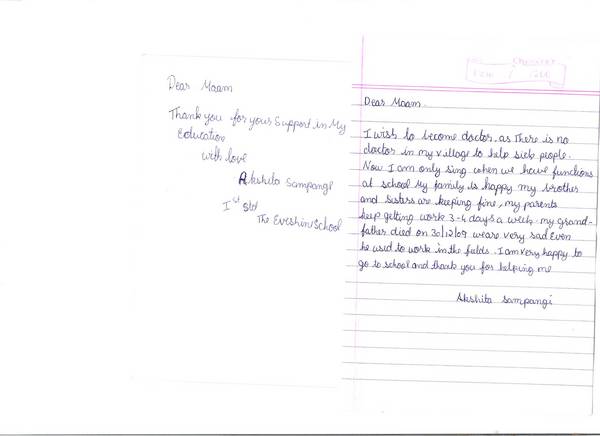 Dear Maam
Thank you for your Support in My
Education
With love
Akshita Sampangi
Ist std
The Evershine School
Dear Maam.
I wish to become doctor, as There is no
doctor in my village to help sick people.
Now I am only sing when we have functions
at school My family is happy my brother
and Sisters are keeping fine, my parents
keep getting work 3-4 days a week. my grand-
father died on 30/12/09 we are very sad Even
he used to work in the fields. I am very happy to
go to school and thank you for helping me
Akshita Sampangi